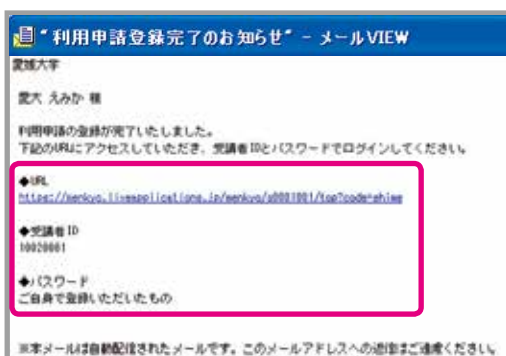 “利用申請登録完了のお知らせ” - メールVIEW
愛媛大学
愛大 えみか 様
利用申請の登録が完了いたしました。
下記のURLにアクセスしていただき、受講者IDとパスワードでログインしてください。
◆URL
◆受講者ID
10020001
◆パスワード
ご自身で登録いただいたもの
※本メールは自動配信されたメールです。このメールアドレスへの返信はご遠慮ください。